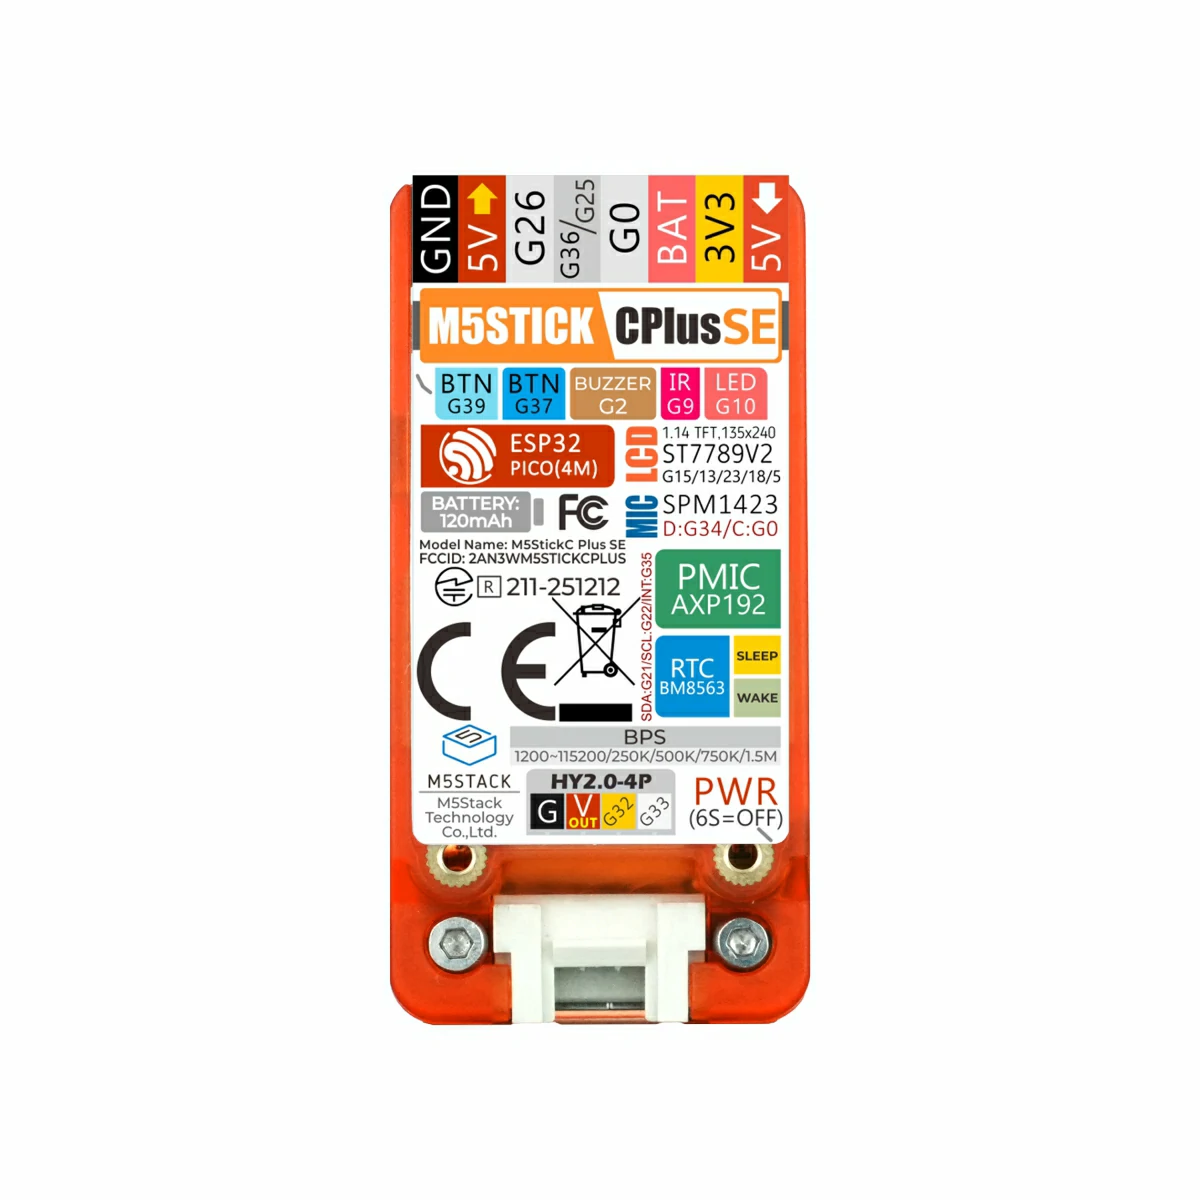 GND
5V
G26
G36/G25
G0
BAT
3V3
5V
M5STICK CPlus SE
BTN
G39
BTN
G37
BUZZER
G2
IR
G9
LED
G10
ESP32
PICO(4M)
LCD
1.14 TFT,135x240
ST7789V2
G15/13/23/18/5
BATTERY:
120mAh
FC
MIC
SPM1423
D:G34/C:G0
Model Name: M5StickC Plus SE
FCCID: 2AN3WM5STICKCPLUS
R 211-251212
CE
SDA:G21/SCL:G22/INT:G35
PMIC
AXP192
RTC
BM8563
SLEEP
WAKE
5
M5STACK
M5Stack
Technology
Co.,Ltd.
BPS
1200~115200/250K/500K/750K/1.5M
HY2.0-4P
G
V
OUT
G32
G33
PWR
(6S=OFF)